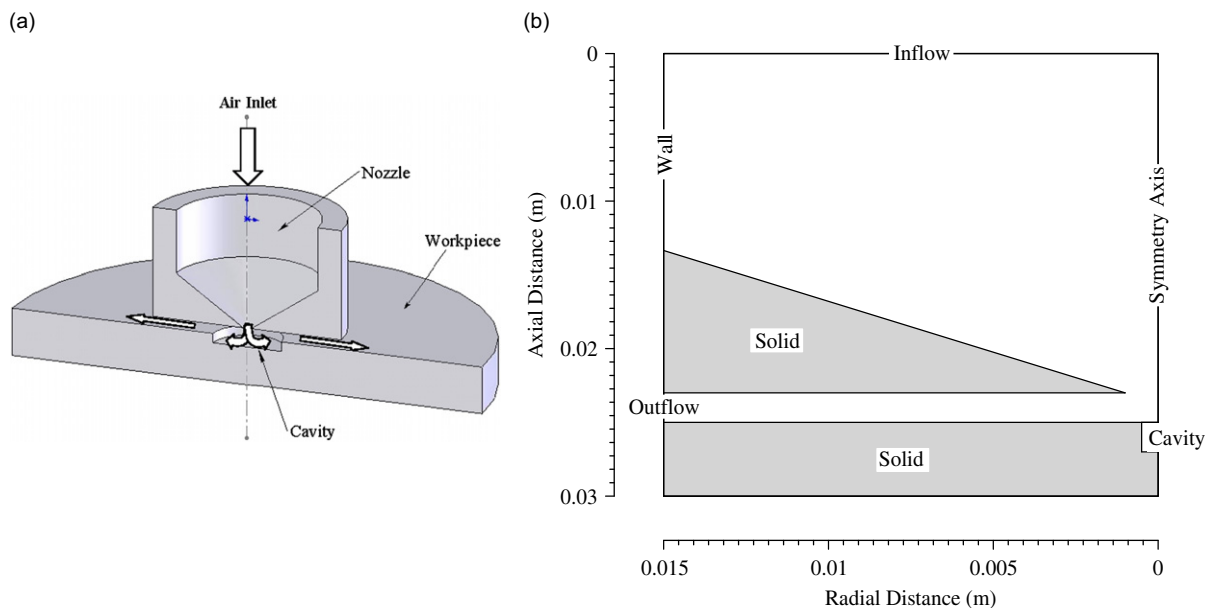 (a)
Air Inlet
Nozzle
Workpiece
Cavity
(b)
0
Inflow
Wall
0.01
Axial Distance (m)
Symmetry Axis
Solid
0.02
Outflow
Cavity
Solid
0.03
0.015
0.01
0.005
0
Radial Distance (m)